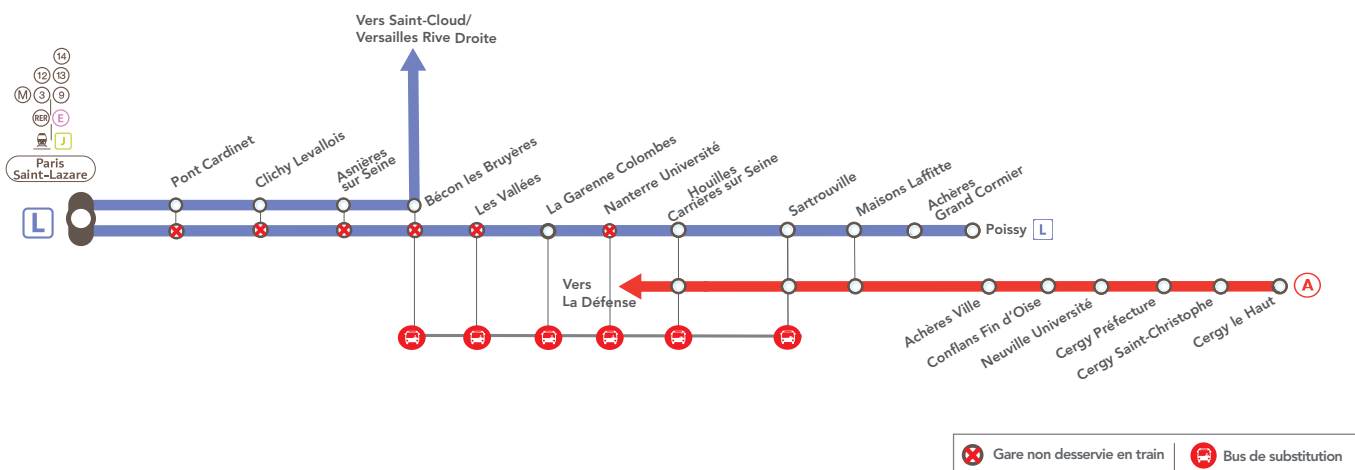 Vers Saint-Cloud/
Versailles Rive Droite
14
12 13
M 3 9
RER E
J
Paris
Saint-Lazare
L
Pont Cardinet
Clichy Levallois
Asnières
sur Seine
Bécon les Bruyères
Les Vallées
La Garenne Colombes
Nanterre Université
Houilles
Carrières sur Seine
Sartrouville
Maisons Laffitte
Achères
Grand Cormier
Poissy L
Vers
La Défense
A
Achères Ville
Conflans Fin d'Oise
Neuville Université
Cergy Préfecture
Cergy Saint-Christophe
Cergy le Haut
Gare non desservie en train
Bus de substitution